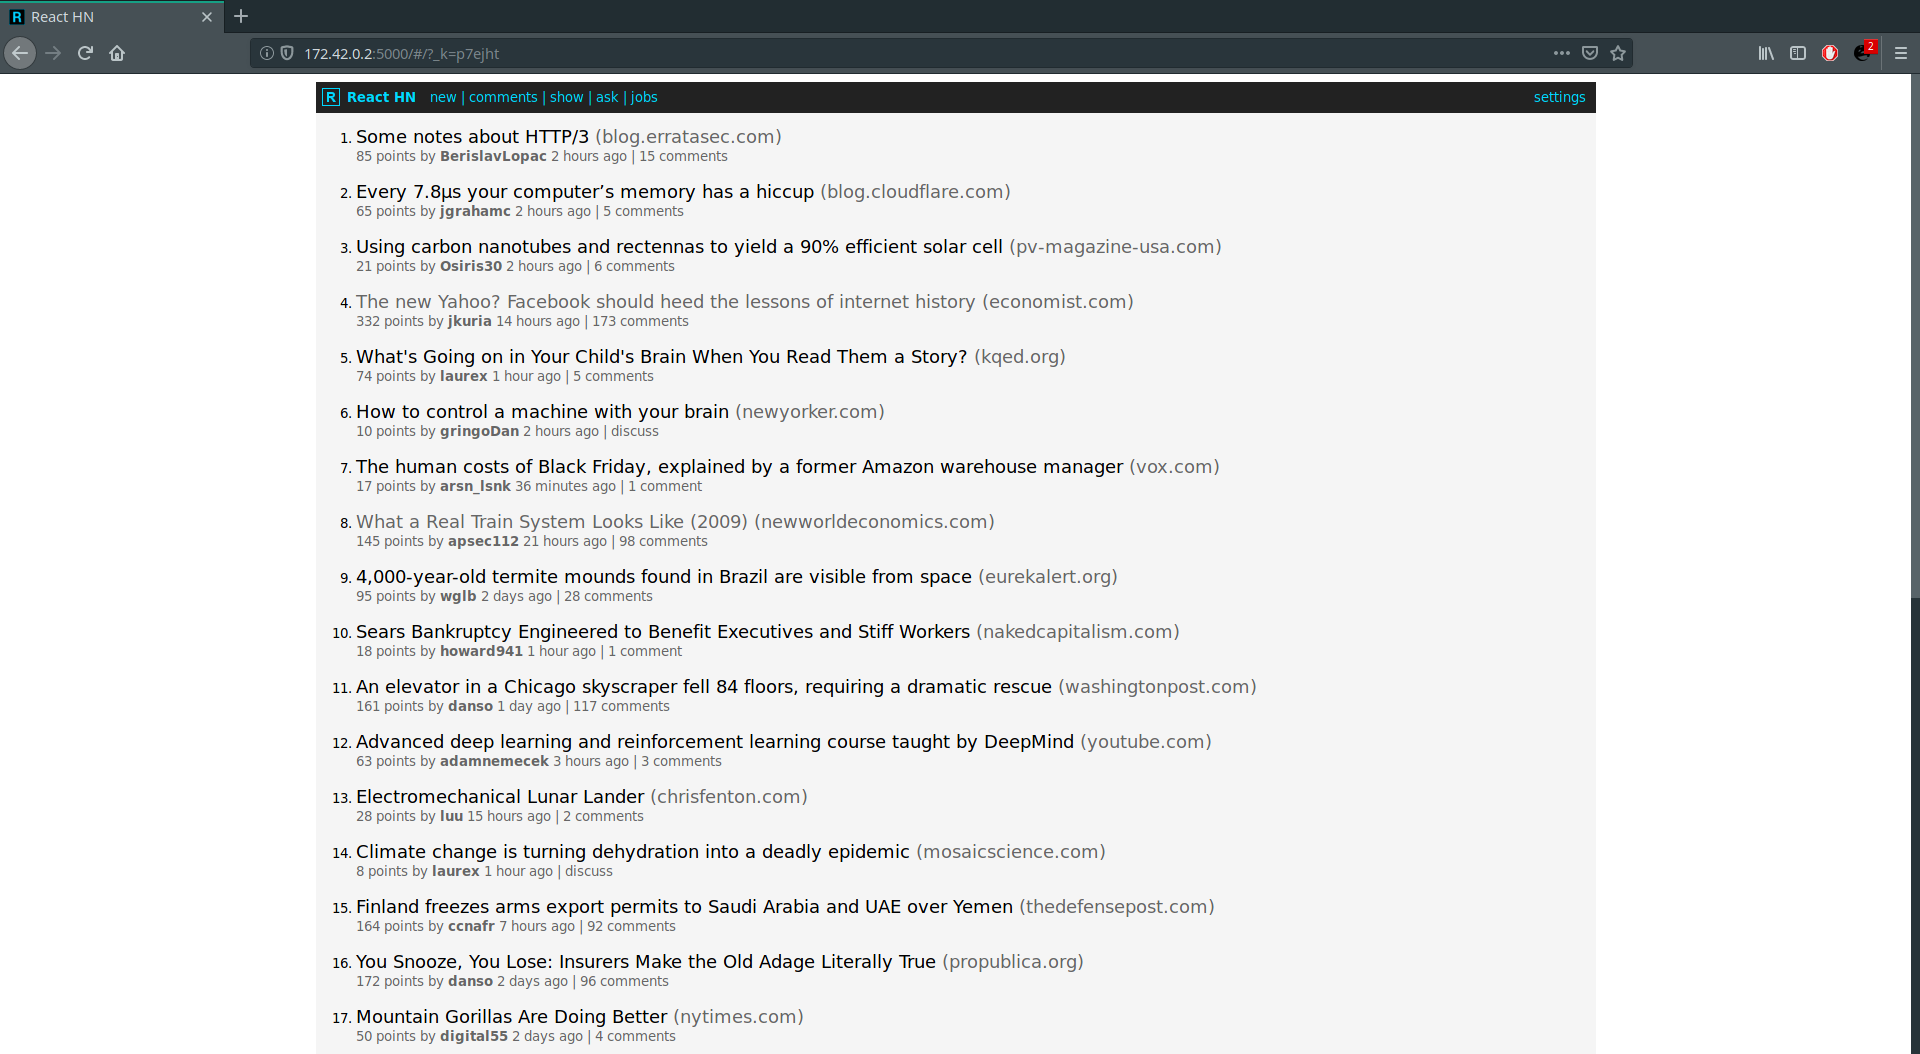 R React HN
172.42.0.2:5000/#/?_k=p7ejht
2
R React HN new | comments | show | ask | jobs settings
1. Some notes about HTTP/3 (blog.erratasec.com)
85 points by BerislavLopac 2 hours ago | 15 comments
2. Every 7.8µs your computer’s memory has a hiccup (blog.cloudflare.com)
65 points by jgrahamc 2 hours ago | 5 comments
3. Using carbon nanotubes and rectennas to yield a 90% efficient solar cell (pv-magazine-usa.com)
21 points by Osiris30 2 hours ago | 6 comments
4. The new Yahoo? Facebook should heed the lessons of internet history (economist.com)
332 points by jkuria 14 hours ago | 173 comments
5. What's Going on in Your Child's Brain When You Read Them a Story? (kqed.org)
74 points by laurex 1 hour ago | 5 comments
6. How to control a machine with your brain (newyorker.com)
10 points by gringoDan 2 hours ago | discuss
7. The human costs of Black Friday, explained by a former Amazon warehouse manager (vox.com)
17 points by arsn_lsnk 36 minutes ago | 1 comment
8. What a Real Train System Looks Like (2009) (newworldeconomics.com)
145 points by apsec112 21 hours ago | 98 comments
9. 4,000-year-old termite mounds found in Brazil are visible from space (eurekalert.org)
95 points by wglb 2 days ago | 28 comments
10. Sears Bankruptcy Engineered to Benefit Executives and Stiff Workers (nakedcapitalism.com)
18 points by howard941 1 hour ago | 1 comment
11. An elevator in a Chicago skyscraper fell 84 floors, requiring a dramatic rescue (washingtonpost.com)
161 points by danso 1 day ago | 117 comments
12. Advanced deep learning and reinforcement learning course taught by DeepMind (youtube.com)
63 points by adamnemecek 3 hours ago | 3 comments
13. Electromechanical Lunar Lander (chrisfenton.com)
28 points by luu 15 hours ago | 2 comments
14. Climate change is turning dehydration into a deadly epidemic (mosaicscience.com)
8 points by laurex 1 hour ago | discuss
15. Finland freezes arms export permits to Saudi Arabia and UAE over Yemen (thedefensepost.com)
164 points by ccnafr 7 hours ago | 92 comments
16. You Snooze, You Lose: Insurers Make the Old Adage Literally True (propublica.org)
172 points by danso 2 days ago | 96 comments
17. Mountain Gorillas Are Doing Better (nytimes.com)
50 points by digital55 2 days ago | 4 comments